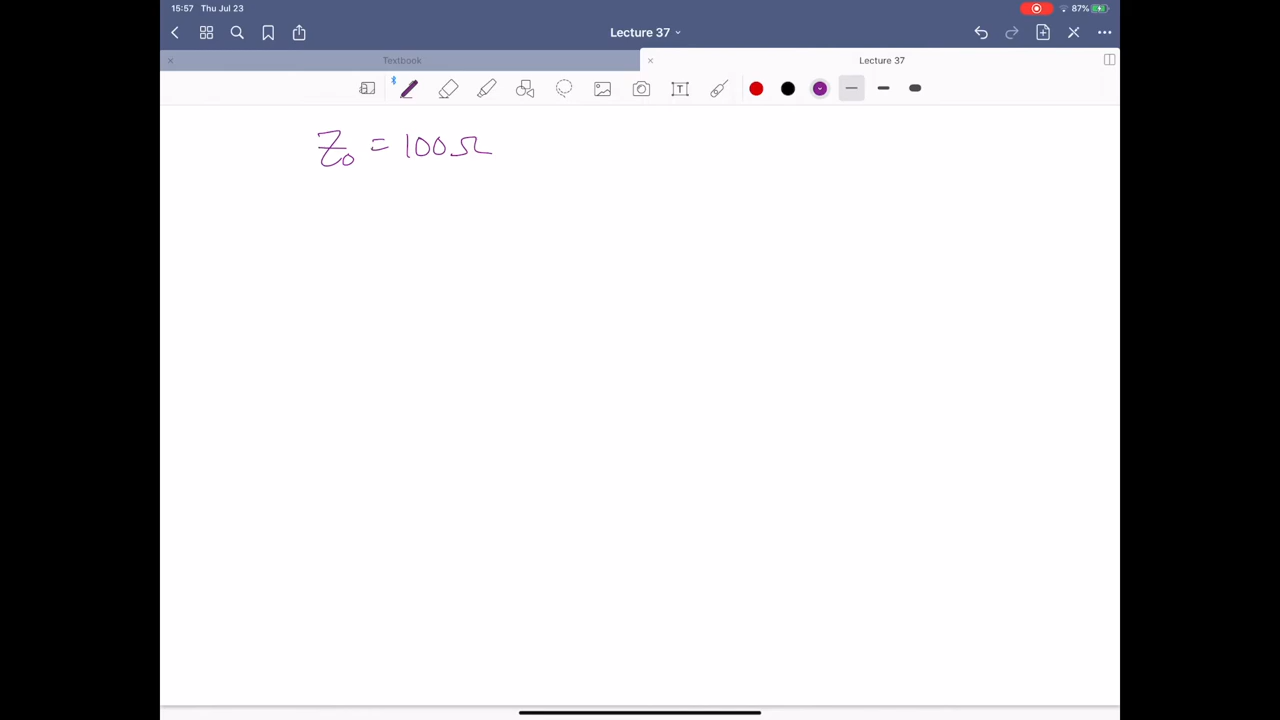 15:57 Thu Jul 23 87%
Lecture 37
Textbook Lecture 37
T
Z₀ = 100Ω